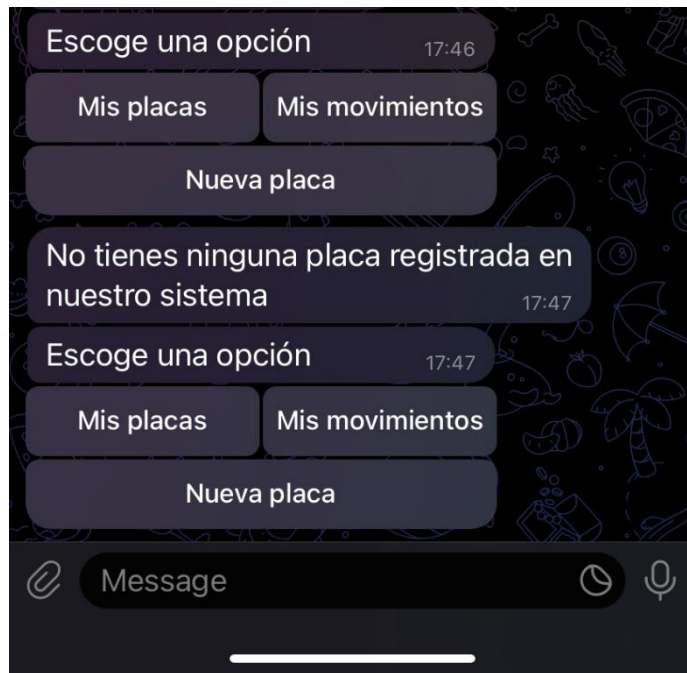 Escoge una opción 17:46
Mis placas Mis movimientos
Nueva placa
No tienes ninguna placa registrada en
nuestro sistema 17:47
Escoge una opción 17:47
Mis placas Mis movimientos
Nueva placa
Message